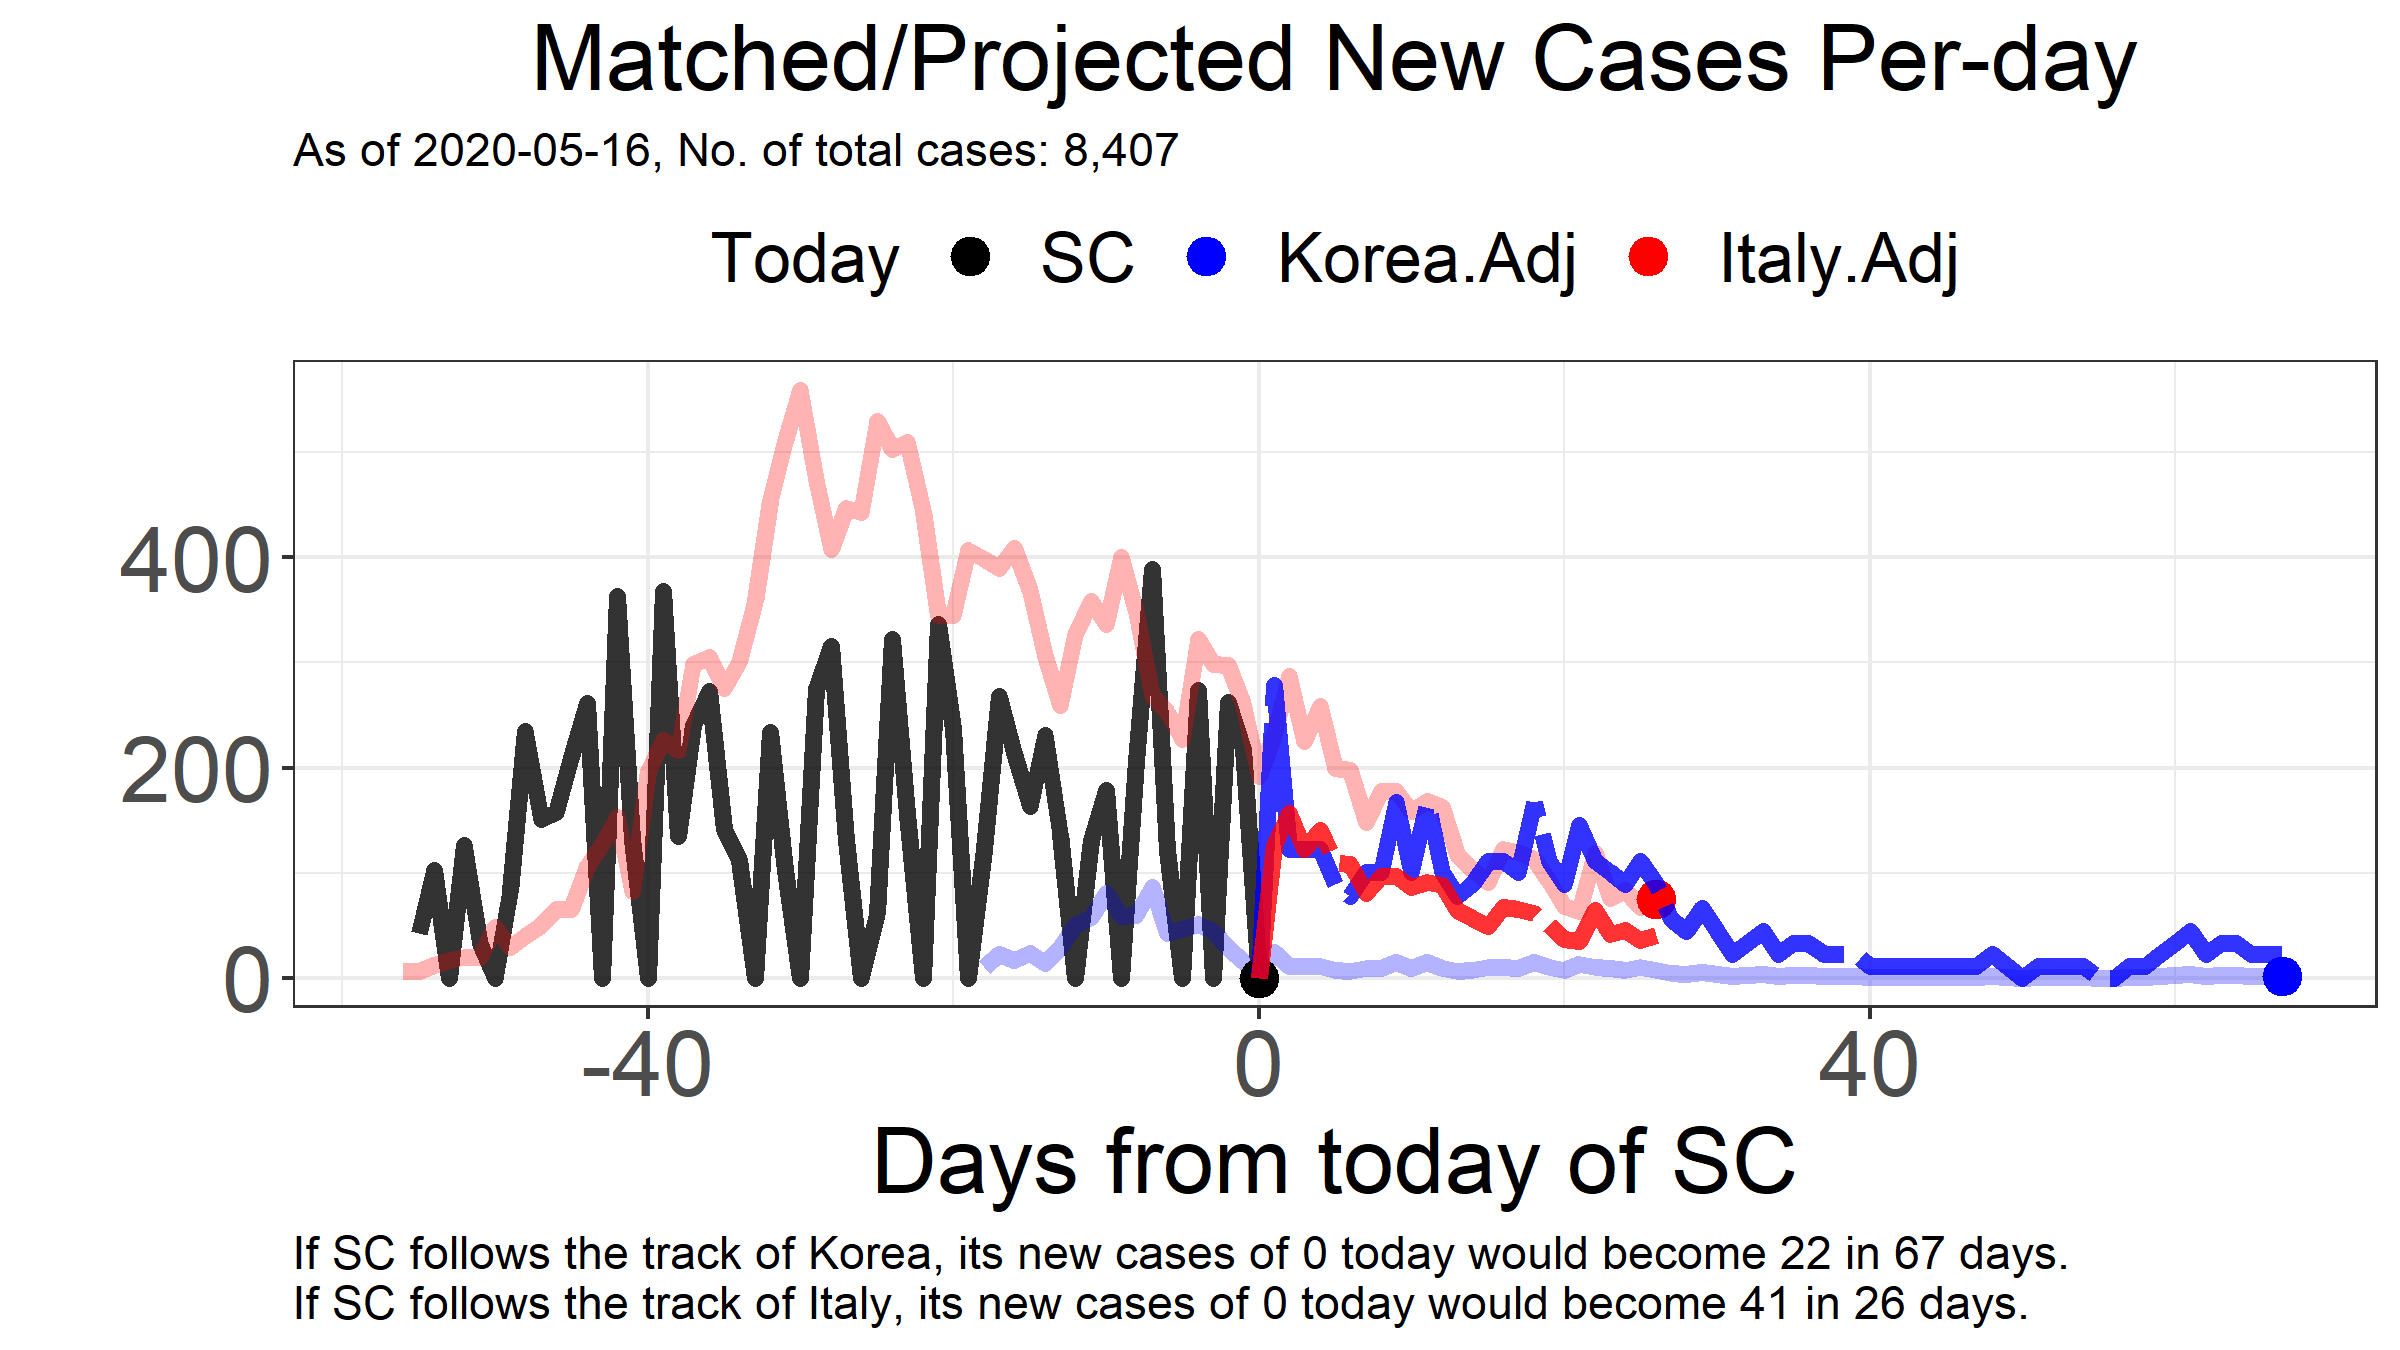 Matched/Projected New Cases Per-day
As of 2020-05-16, No. of total cases: 8,407
Today SC Korea.Adj Italy.Adj
400
200
0
-40 0 40
Days from today of SC
If SC follows the track of Korea, its new cases of 0 today would become 22 in 67 days.
If SC follows the track of Italy, its new cases of 0 today would become 41 in 26 days.